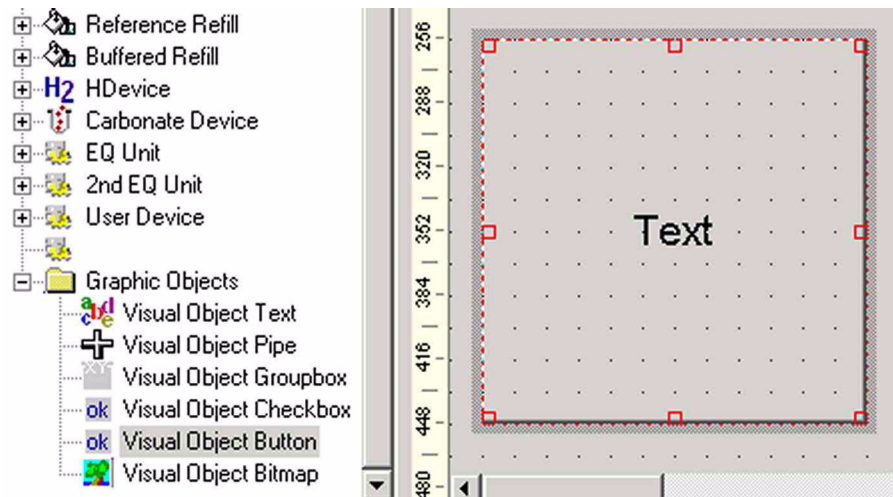 Reference Refill
Buffered Refill
H2 HDevice
Carbonate Device
EQ Unit
2nd EQ Unit
User Device
Graphic Objects
abcde Visual Object Text
Visual Object Pipe
XYZ Visual Object Groupbox
ok Visual Object Checkbox
ok Visual Object Button
Visual Object Bitmap
256
288
320
352
384
416
448
480
Text